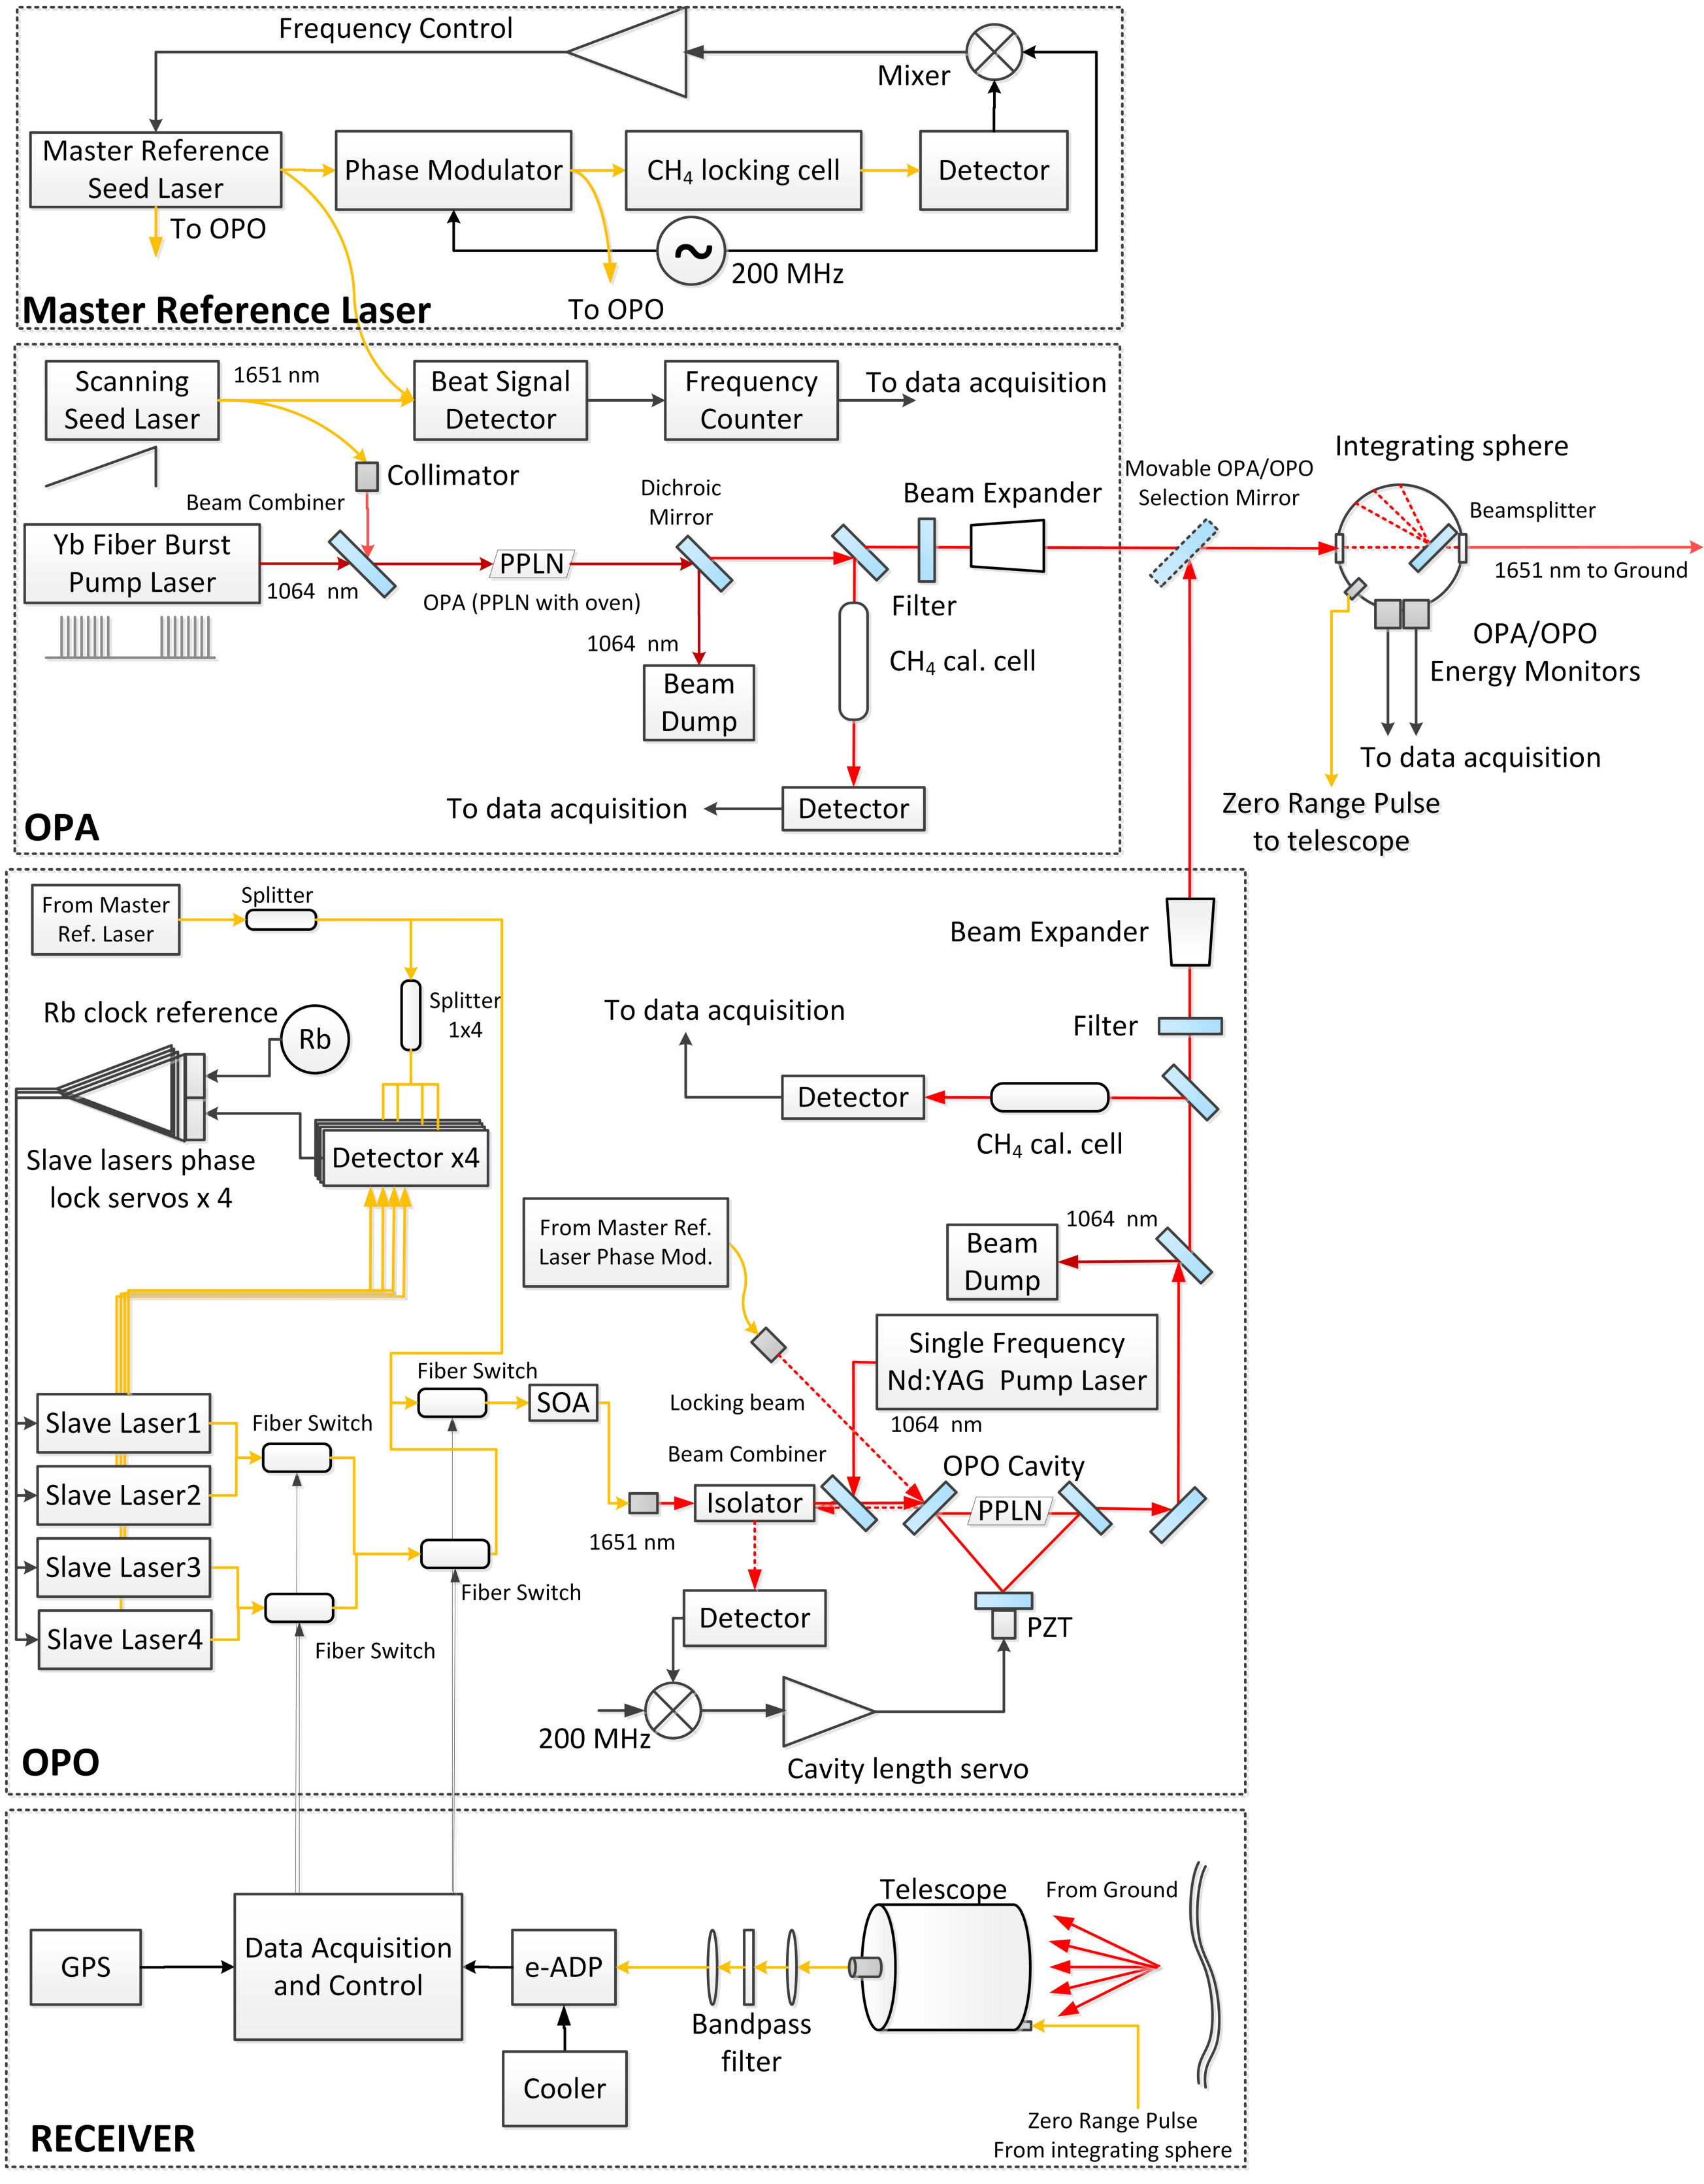 Frequency Control
Mixer
Master Reference
Seed Laser
Phase Modulator
CH₄ locking cell
Detector
To OPO
~
200 MHz
To OPO
Master Reference Laser
Scanning
Seed Laser
1651 nm
Beat Signal
Detector
Frequency
Counter
To data acquisition
Collimator
Beam Combiner
Yb Fiber Burst
Pump Laser
1064 nm
PPLN
OPA (PPLN with oven)
Dichroic
Mirror
1064 nm
Beam
Dump
Beam Expander
Filter
CH₄ cal. cell
To data acquisition
Detector
OPA
Movable OPA/OPO
Selection Mirror
Integrating sphere
Beamsplitter
1651 nm to Ground
OPA/OPO
Energy Monitors
To data acquisition
Zero Range Pulse
to telescope
From Master
Ref. Laser
Splitter
Splitter
1x4
Rb clock reference
Rb
Slave lasers phase
lock servos x 4
Detector x4
Beam Expander
Filter
To data acquisition
Detector
CH₄ cal. cell
From Master Ref.
Laser Phase Mod.
1064 nm
Beam
Dump
Single Frequency
Nd:YAG Pump Laser
1064 nm
Locking beam
Beam Combiner
OPO Cavity
Slave Laser1
Slave Laser2
Slave Laser3
Slave Laser4
Fiber Switch
Fiber Switch
Fiber Switch
Fiber Switch
SOA
1651 nm
Isolator
PPLN
Detector
PZT
200 MHz
Cavity length servo
OPO
GPS
Data Acquisition
and Control
e-ADP
Cooler
Bandpass
filter
Telescope
From Ground
Zero Range Pulse
From integrating sphere
RECEIVER